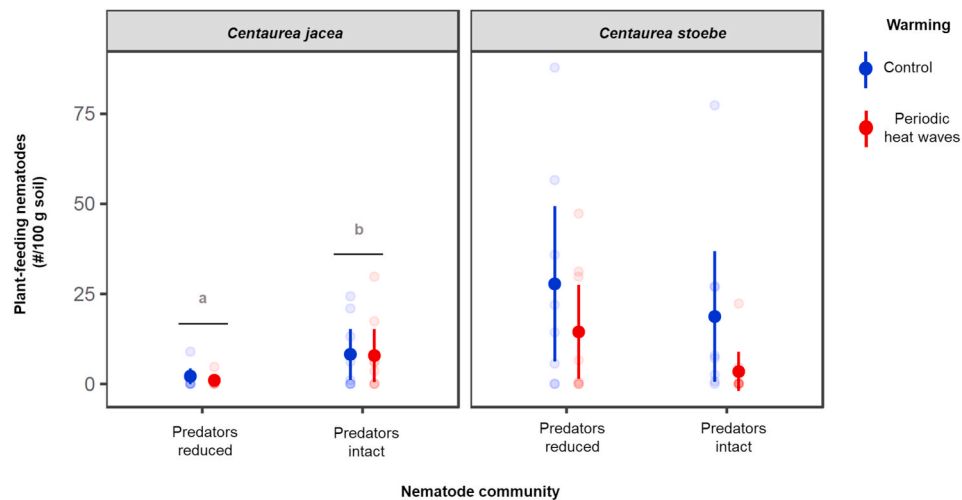 Centaurea jacea
Centaurea stoebe
Warming
Control
Periodic
heat waves
Plant-feeding nematodes
(#/100 g soil)
75
50
25
0
a
b
Predators
reduced
Predators
intact
Predators
reduced
Predators
intact
Nematode community